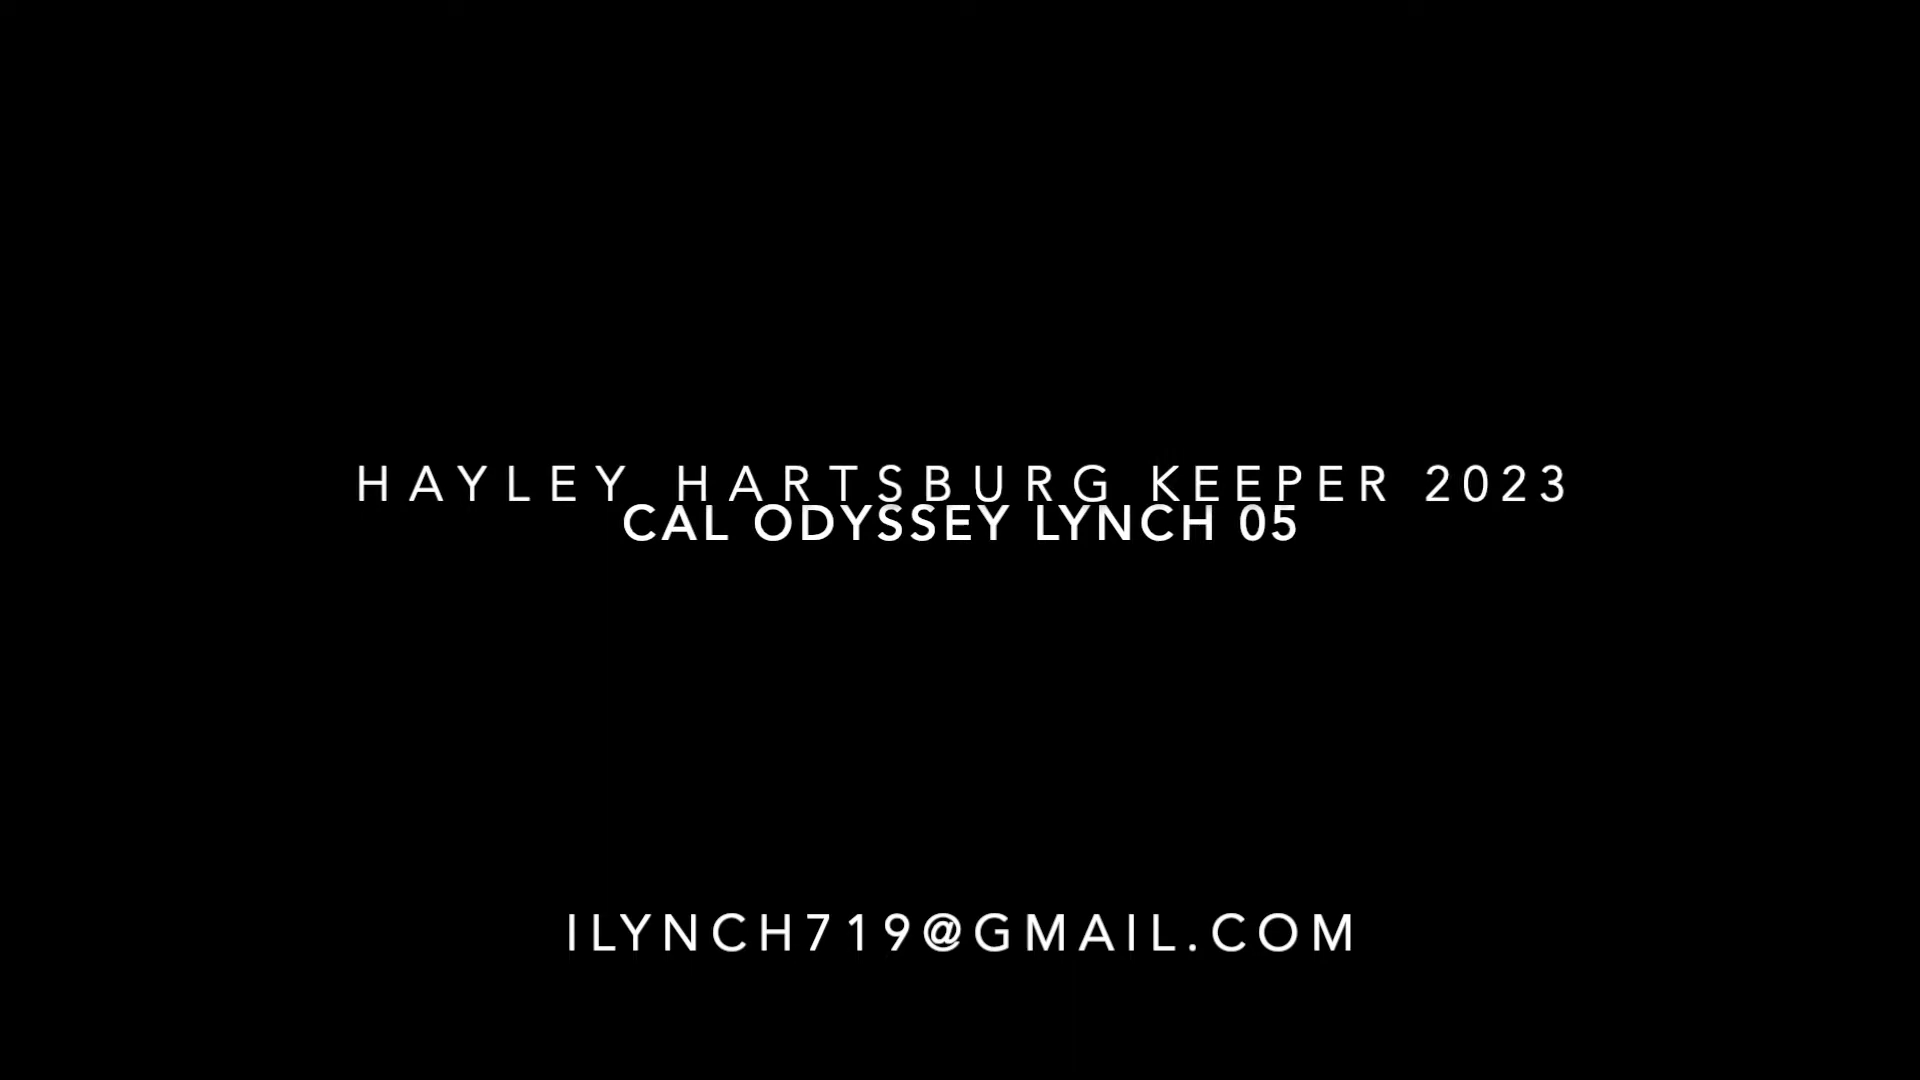 HAYLEY HARTSBURG KEEPER 2023
CAL ODYSSEY LYNCH 05
ILYNCH719@GMAIL.COM